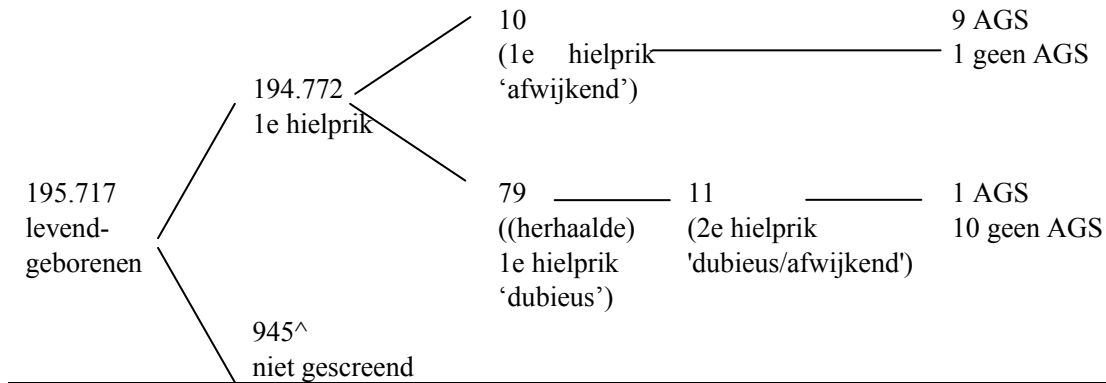 10
(1e hielprik
‘afwijkend’)
9 AGS
1 geen AGS
194.772
1e hielprik
195.717
levend-
geborenen
79
((herhaalde)
1e hielprik
‘dubieus’)
11
(2e hielprik
'dubieus/afwijkend')
1 AGS
10 geen AGS
945^
niet gescreend